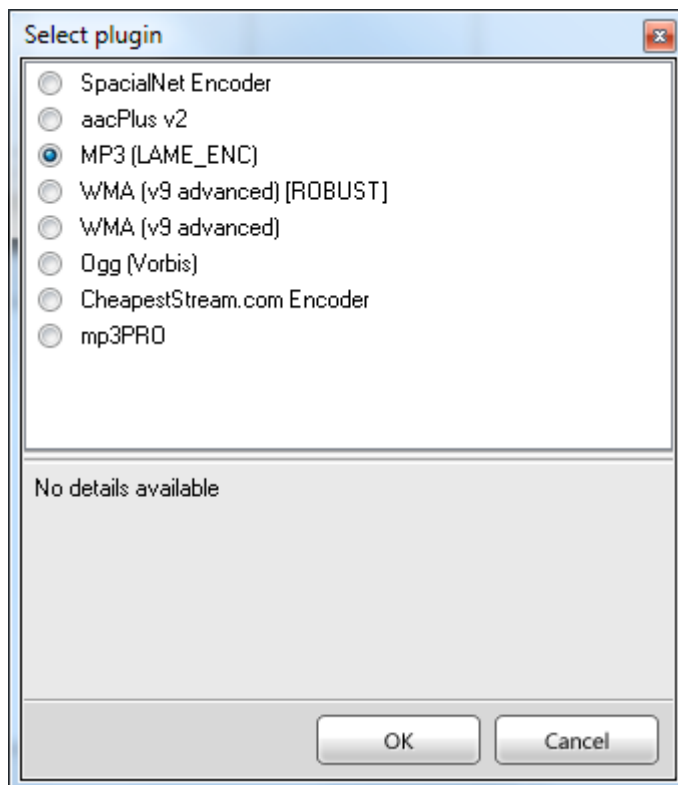 Select plugin
SpacialNet Encoder
aacPlus v2
MP3 (LAME_ENC)
WMA (v9 advanced) [ROBUST]
WMA (v9 advanced)
Ogg (Vorbis)
CheapestStream.com Encoder
mp3PRO
No details available
OK Cancel